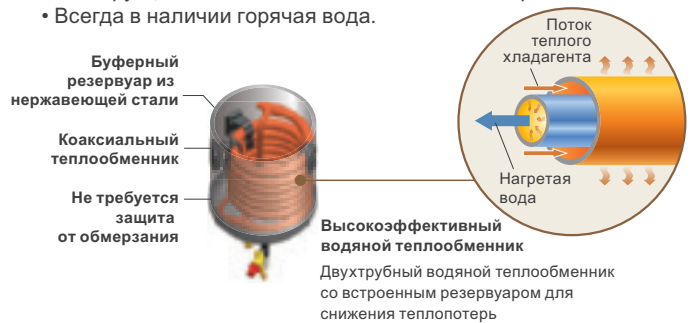 • Всегда в наличии горячая вода.
Буферный
резервуар из
нержавеющей стали
Коаксиальный
теплообменник
Не требуется
защита
от обмерзания
Поток
теплого
хладагента
Нагретая
вода
Высокоэффективный
водяной теплообменник
Двухтрубный водяной теплообменник
со встроенным резервуаром для
снижения теплопотерь